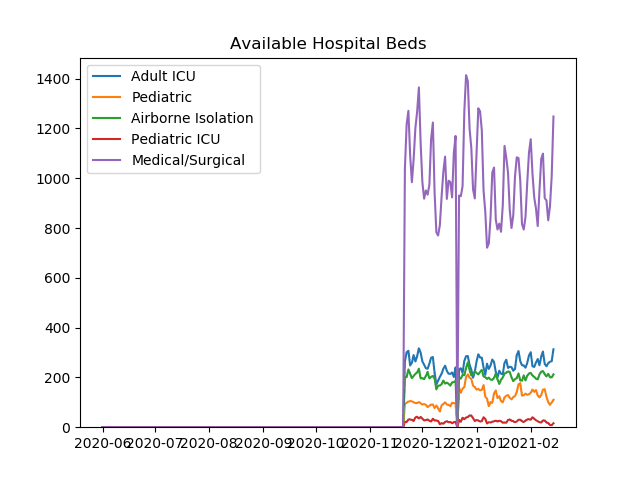 Available Hospital Beds
Adult ICU
Pediatric
Airborne Isolation
Pediatric ICU
Medical/Surgical
1400
1200
1000
800
600
400
200
0
2020-06
2020-07
2020-08
2020-09
2020-10
2020-11
2020-12
2021-01
2021-02